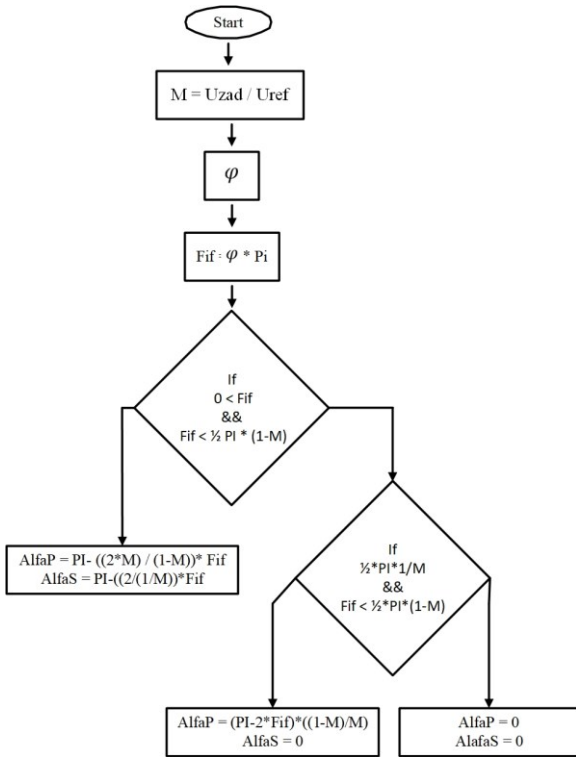 Start
M = Uzad / Uref
φ
Fif : φ * Pi
If
0 < Fif
&&
Fif < ½ PI * (1-M)
AlfaP = PI- ((2*M) / (1-M))* Fif
AlfaS = PI-((2/(1/M))*Fif
If
½*PI*1/M
&&
Fif < ½*PI*(1-M)
AlfaP = (PI-2*Fif)*((1-M)/M)
AlfaS = 0
AlfaP = 0
AlafaS = 0